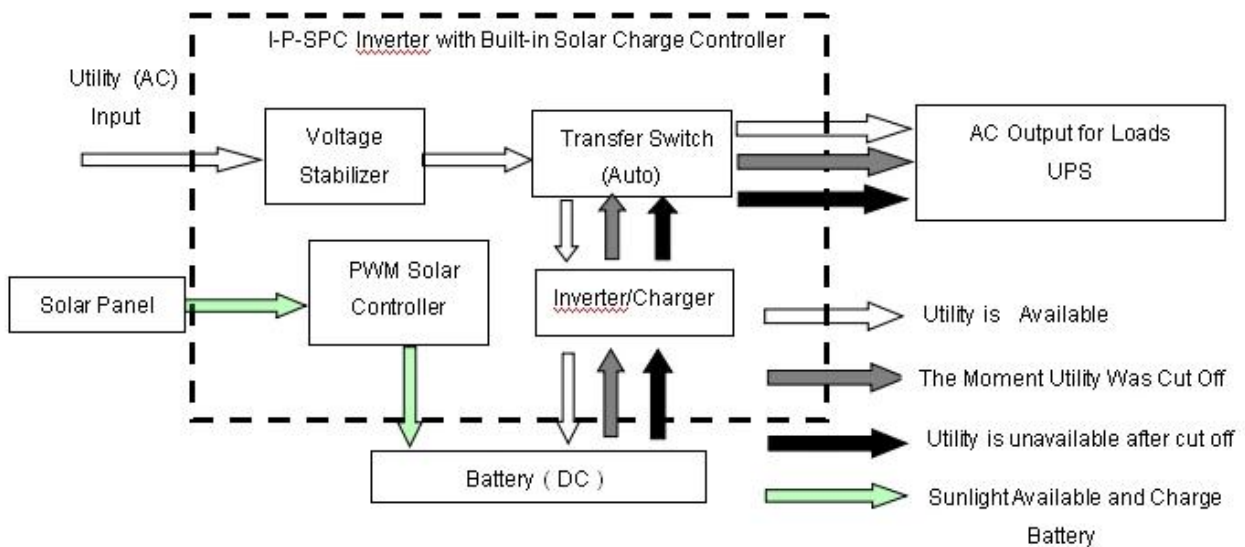 I-P-SPC Inverter with Built-in Solar Charge Controller
Utility (AC)
Input
Voltage
Stabilizer
Transfer Switch
(Auto)
AC Output for Loads
UPS
Solar Panel
PWM Solar
Controller
Inverter/Charger
Battery ( DC )
Utility is Available
The Moment Utility Was Cut Off
Utility is unavailable after cut off
Sunlight Available and Charge
Battery